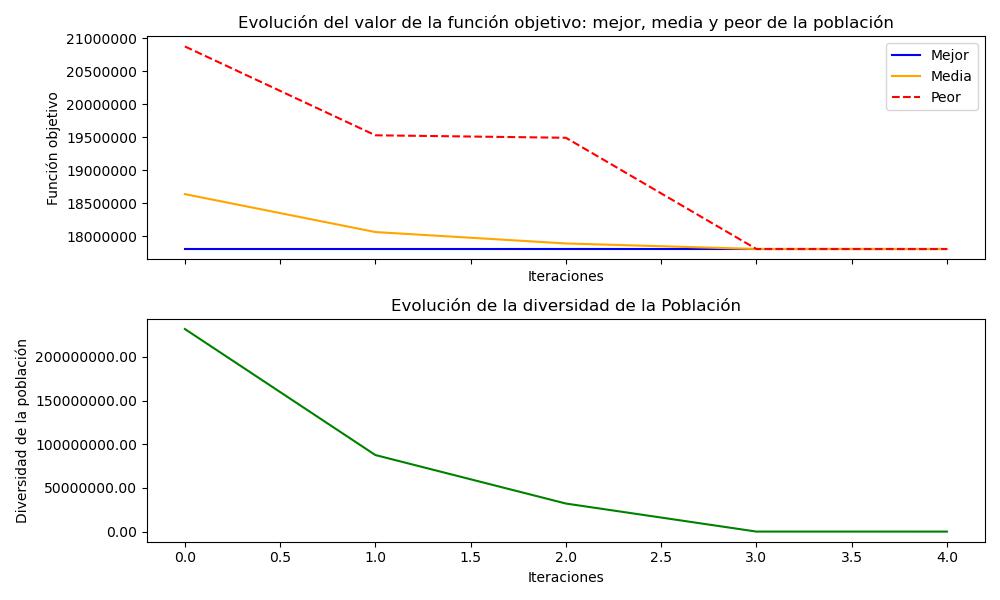 Evolución del valor de la función objetivo: mejor, media y peor de la población
21000000
20500000
20000000
19500000
19000000
18500000
18000000
Función objetivo
Mejor
Media
Peor
Iteraciones
Evolución de la diversidad de la Población
200000000.00
150000000.00
100000000.00
50000000.00
0.00
Diversidad de la población
0.0 0.5 1.0 1.5 2.0 2.5 3.0 3.5 4.0
Iteraciones